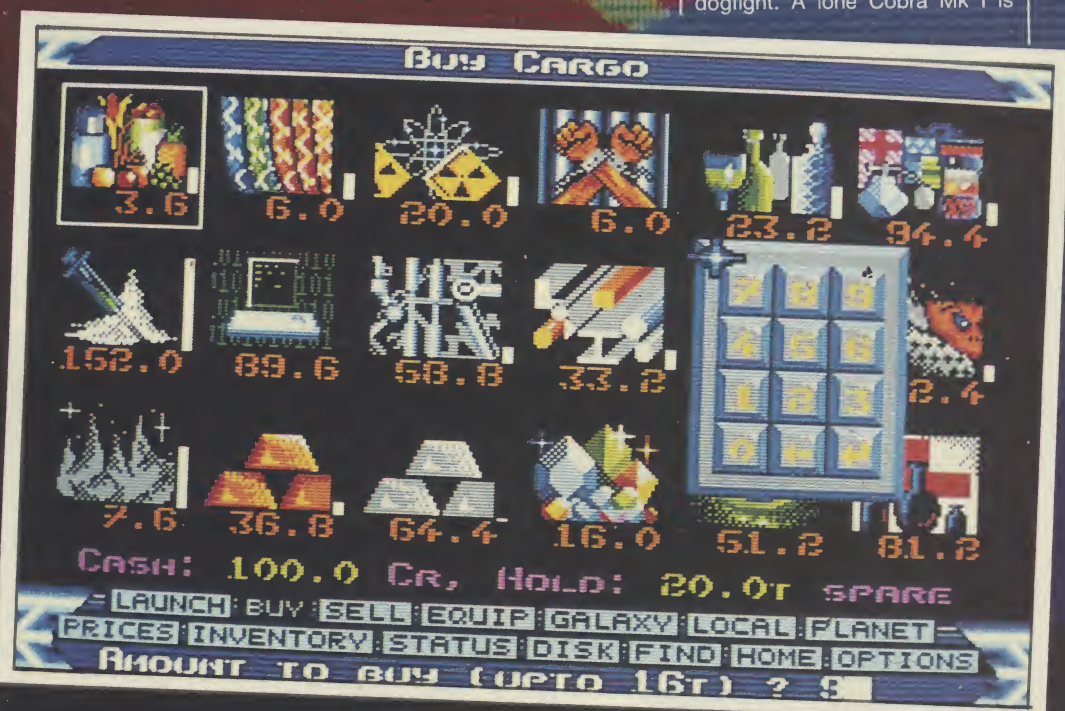 dogfight. A lone Cobra Mk I is
BUY CARGO
3.6 6.0 20.0 6.0 23.2 94.4
7 8 9
4 5 6
1 2 3
0 ← ↵
152.0 89.6 58.8 33.2 2.4
7.6 36.8 64.4 16.0 51.2 81.2
CASH: 100.0 CR, HOLD: 20.0T SPARE
LAUNCH BUY SELL EQUIP GALAXY LOCAL PLANET
PRICES INVENTORY STATUS DISK FIND HOME OPTIONS
AMOUNT TO BUY (UPTO 16T) ? 9